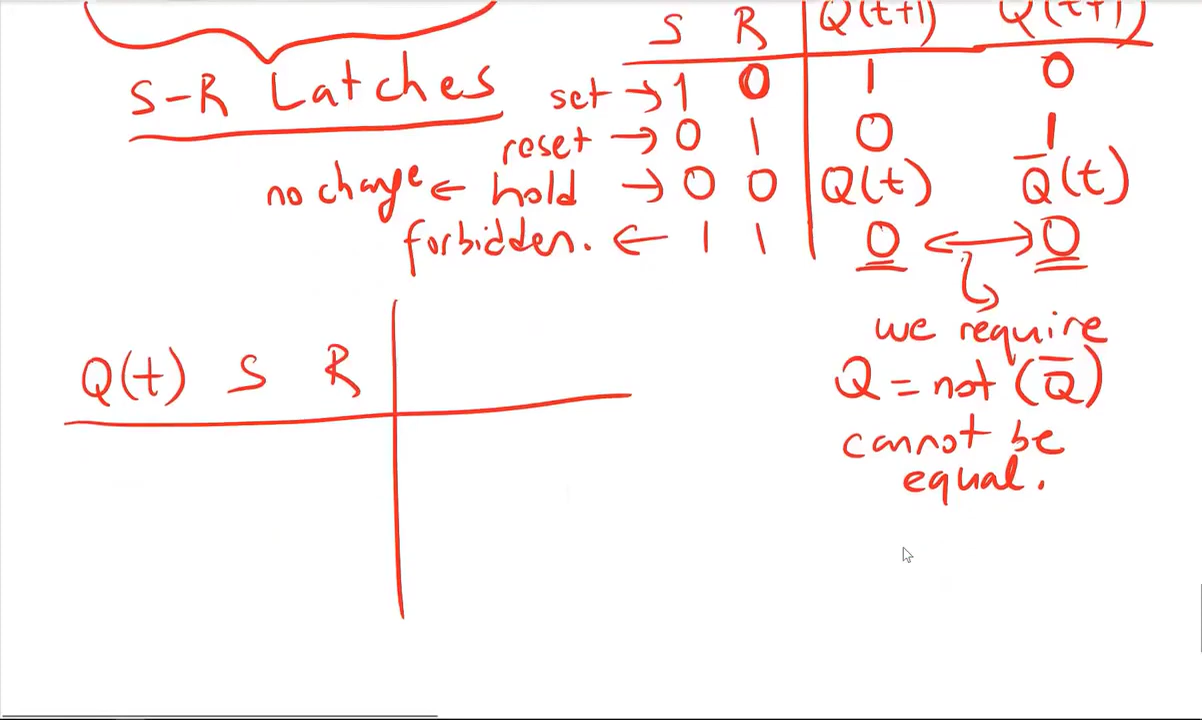 S R Q(t+1) Q(t+1)
S-R Latches
set → 1 0 1 0
reset → 0 1 0 1
no change ← hold → 0 0 Q(t) Q̅(t)
forbidden. ← 1 1 0 ↔ 0
we require
Q = not (Q̅)
cannot be
equal.
Q(t) S R